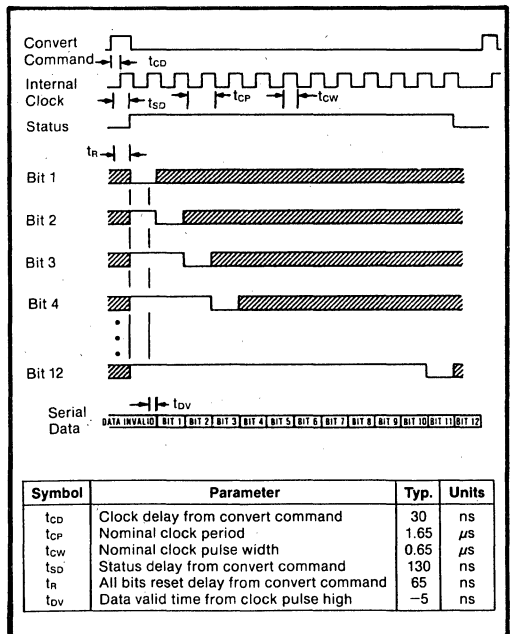 Convert
Command
tCD
Internal
Clock
tSD
tCP
tCW
Status
tR
Bit 1
Bit 2
Bit 3
Bit 4
Bit 12
tDV
Serial
Data
DATA INVALID BIT 1 BIT 2 BIT 3 BIT 4 BIT 5 BIT 6 BIT 7 BIT 8 BIT 9 BIT 10 BIT 11 BIT 12
Symbol Parameter Typ. Units
tCD Clock delay from convert command 30 ns
tCP Nominal clock period 1.65 µs
tCW Nominal clock pulse width 0.65 µs
tSD Status delay from convert command 130 ns
tR All bits reset delay from convert command 65 ns
tDV Data valid time from clock pulse high −5 ns